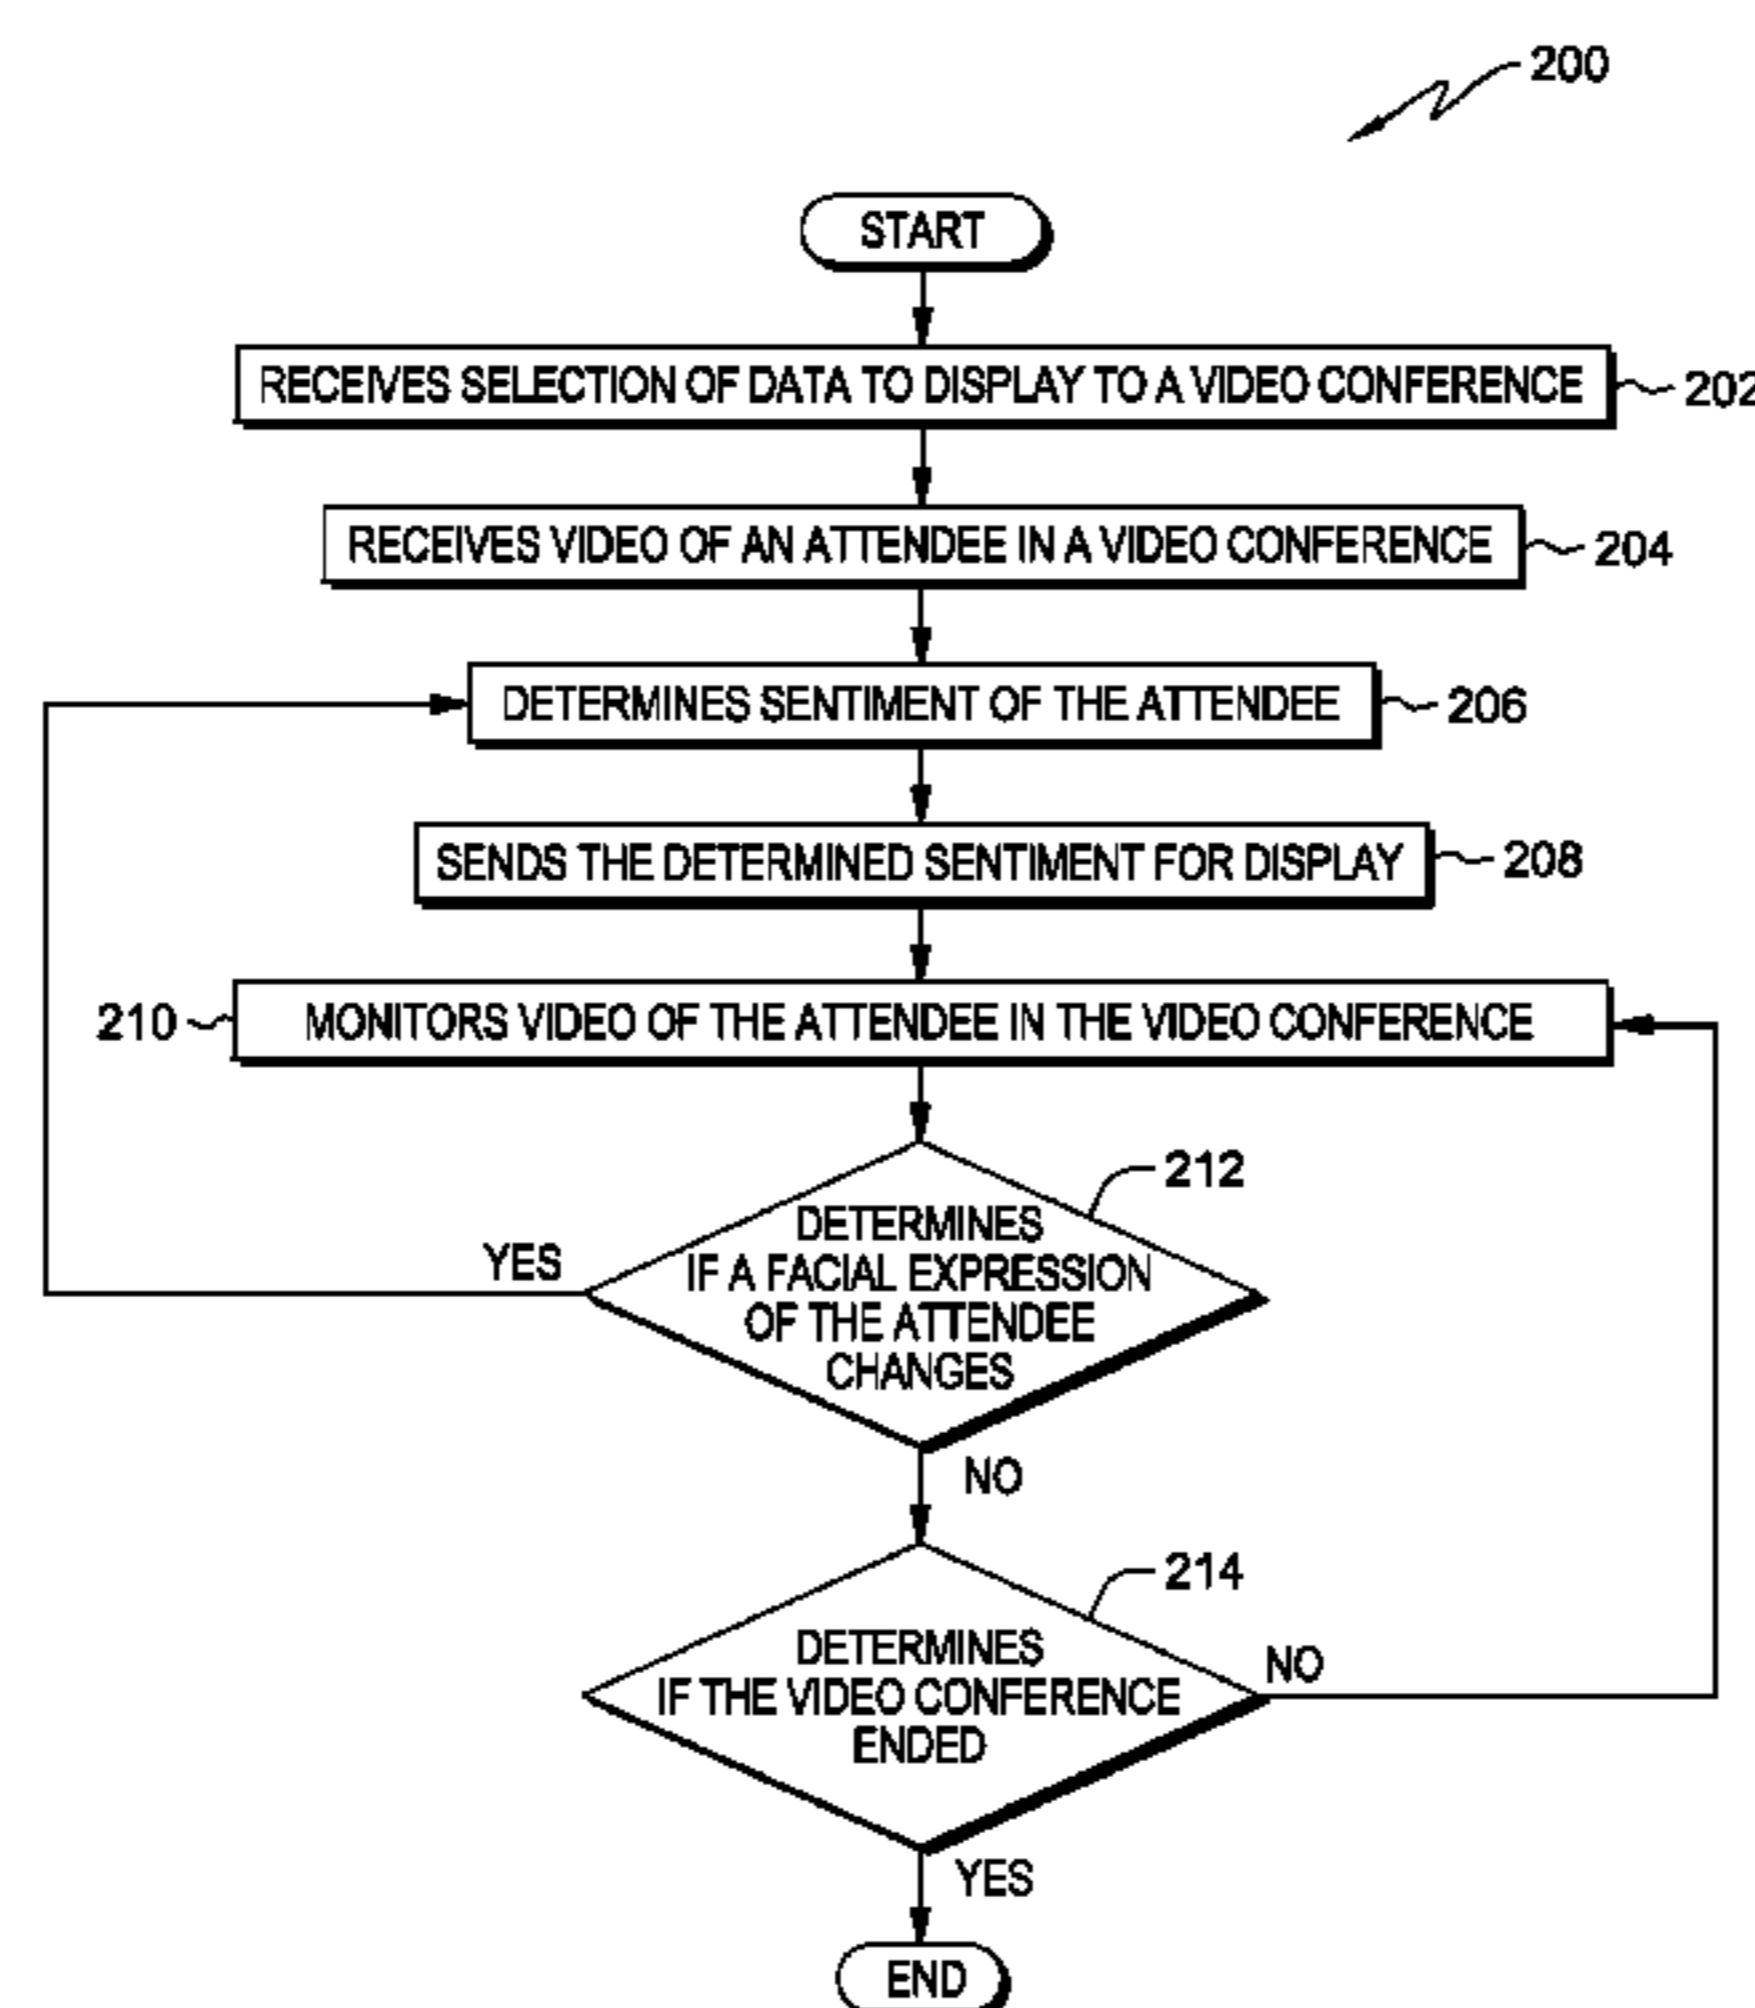 200
START
RECEIVES SELECTION OF DATA TO DISPLAY TO A VIDEO CONFERENCE
202
RECEIVES VIDEO OF AN ATTENDEE IN A VIDEO CONFERENCE
204
DETERMINES SENTIMENT OF THE ATTENDEE
206
SENDS THE DETERMINED SENTIMENT FOR DISPLAY
208
210
MONITORS VIDEO OF THE ATTENDEE IN THE VIDEO CONFERENCE
212
DETERMINES
YES
IF A FACIAL EXPRESSION
OF THE ATTENDEE
CHANGES
NO
214
DETERMINES
NO
IF THE VIDEO CONFERENCE
ENDED
YES
END